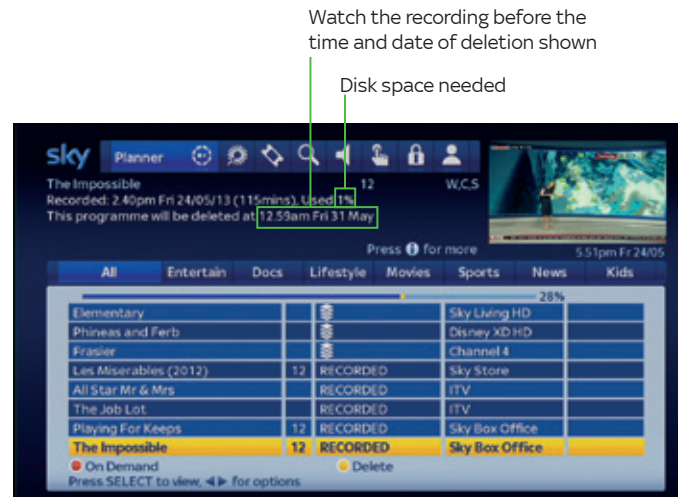 Watch the recording before the
time and date of deletion shown
Disk space needed
sky Planner
The Impossible 12 W,C,S
Recorded: 2.40pm Fri 24/05/13 (115mins), Used 1%
This programme will be deleted at 12.59am Fri 31 May
Press i for more 5.51pm Fr 24/05
All Entertain Docs Lifestyle Movies Sports News Kids
28%
Elementary Sky Living HD
Phineas and Ferb Disney XD HD
Frasier Channel 4
Les Miserables (2012) 12 RECORDED Sky Store
All Star Mr & Mrs RECORDED ITV
The Job Lot RECORDED ITV
Playing For Keeps 12 RECORDED Sky Box Office
The Impossible 12 RECORDED Sky Box Office
On Demand Delete
Press SELECT to view, ◀ ▶ for options